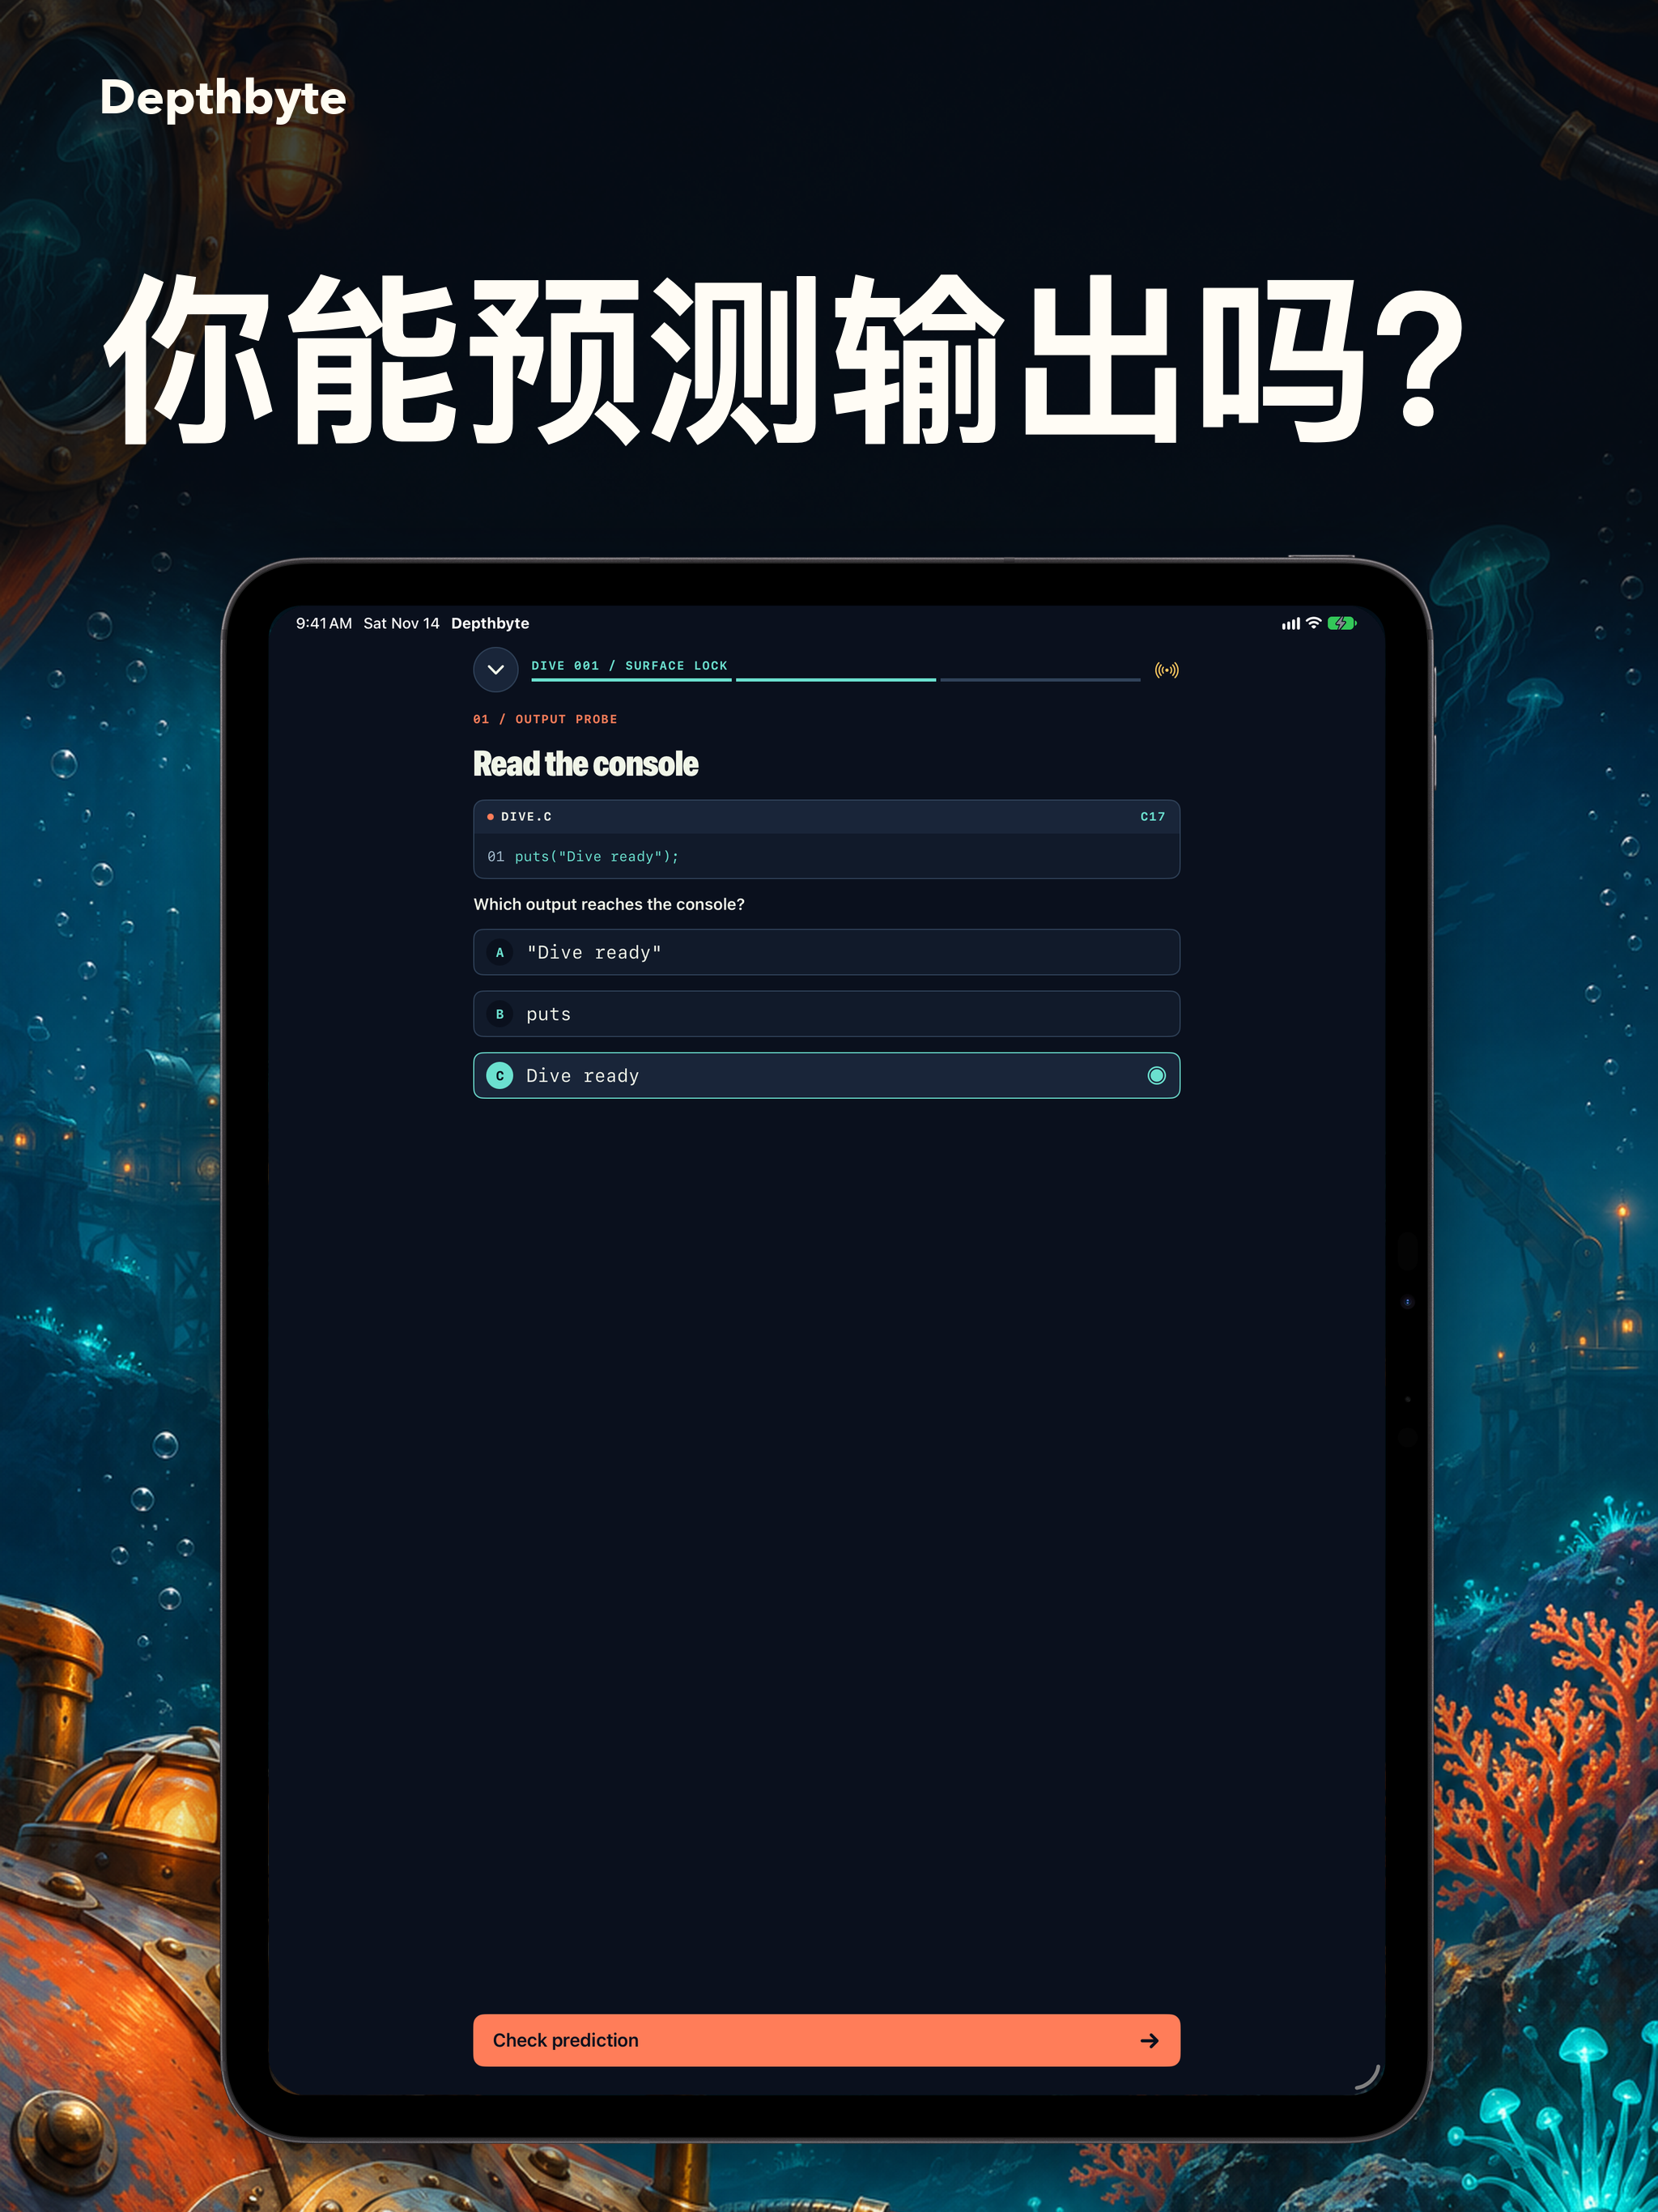 Depthbyte
你能预测输出吗？
9:41 AM Sat Nov 14 Depthbyte
DIVE 001 / SURFACE LOCK
01 / OUTPUT PROBE
Read the console
DIVE.C C17
01 puts("Dive ready");
Which output reaches the console?
A "Dive ready"
B puts
C Dive ready
Check prediction